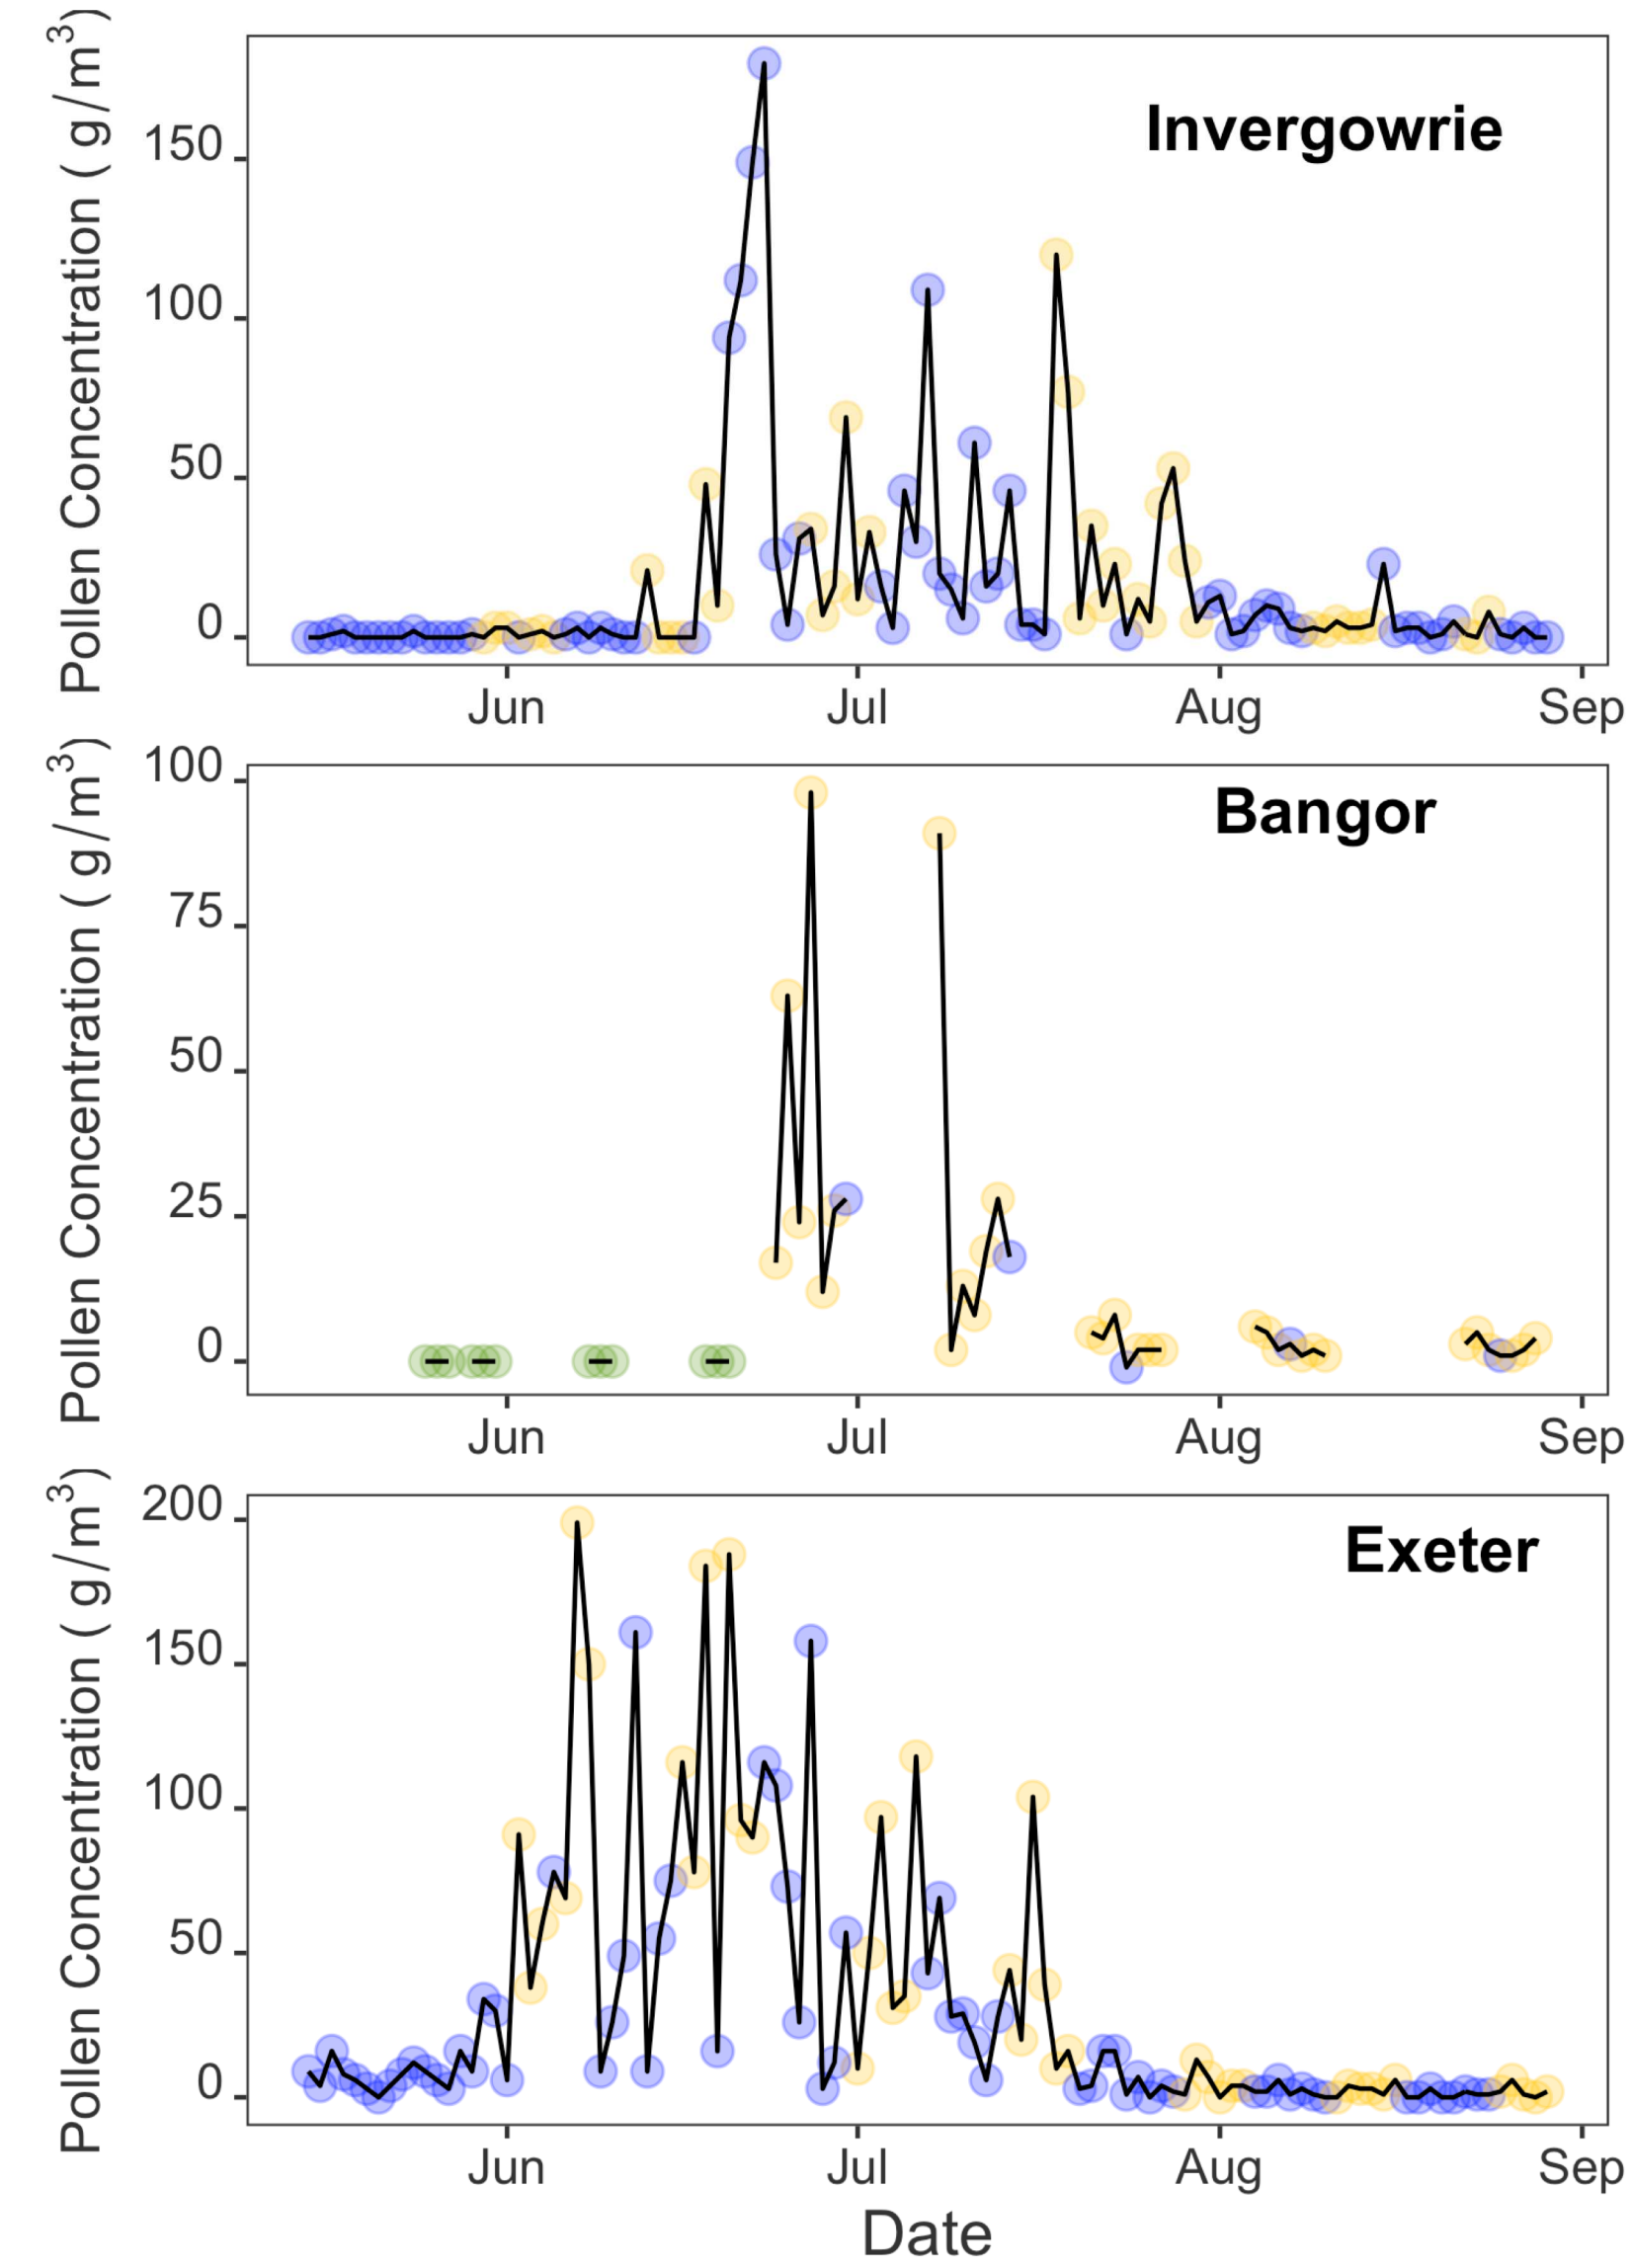 Pollen Concentration ( g/m³)
Invergowrie
150
100
50
0
Jun Jul Aug Sep
Pollen Concentration ( g/m³)
Bangor
100
75
50
25
0
Jun Jul Aug Sep
Pollen Concentration ( g/m³)
Exeter
200
150
100
50
0
Jun Jul Aug Sep
Date